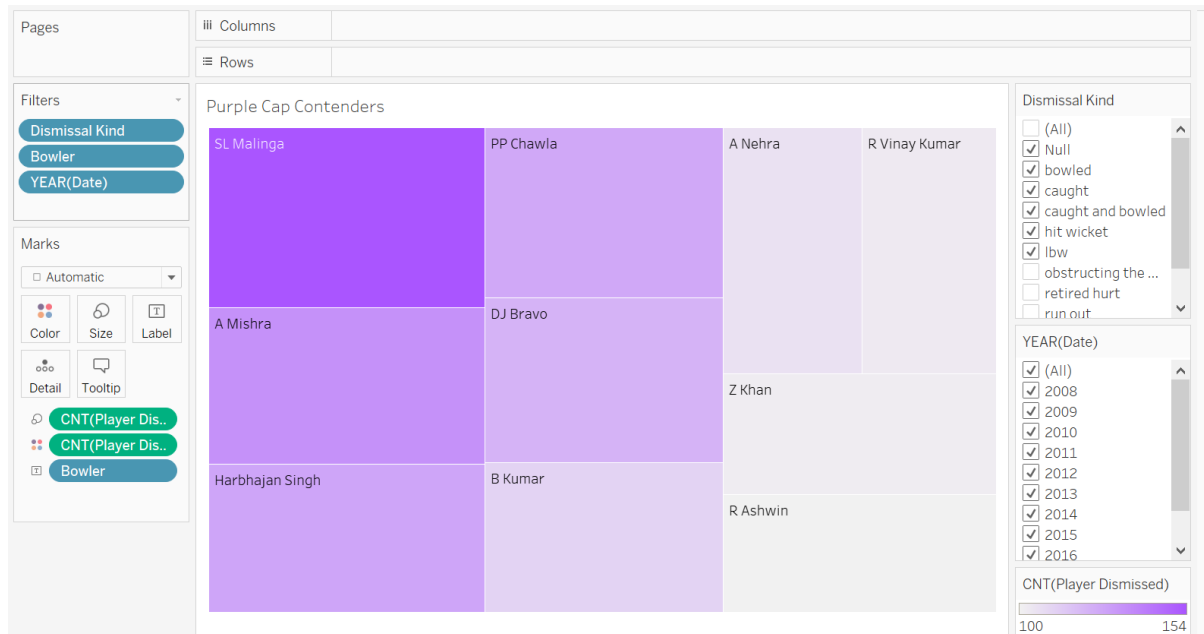 Pages
Columns
Rows
Filters
Dismissal Kind
Bowler
YEAR(Date)
Marks
Automatic
Color
Size
Label
Detail
Tooltip
CNT(Player Dis..
CNT(Player Dis..
Bowler
Purple Cap Contenders
SL Malinga
A Mishra
Harbhajan Singh
PP Chawla
DJ Bravo
B Kumar
A Nehra
R Vinay Kumar
Z Khan
R Ashwin
Dismissal Kind
(All)
Null
bowled
caught
caught and bowled
hit wicket
lbw
obstructing the ...
retired hurt
run out
YEAR(Date)
(All)
2008
2009
2010
2011
2012
2013
2014
2015
2016
CNT(Player Dismissed)
100 154